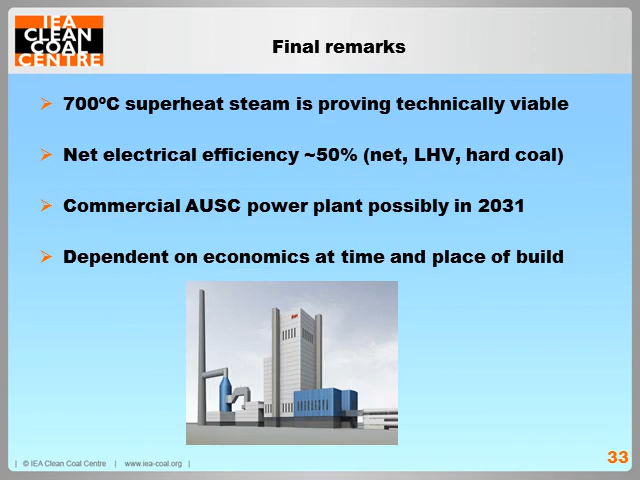 IEA
CLEAN
COAL
CENTRE
Final remarks
700ºC superheat steam is proving technically viable
Net electrical efficiency ~50% (net, LHV, hard coal)
Commercial AUSC power plant possibly in 2031
Dependent on economics at time and place of build
| © IEA Clean Coal Centre | www.iea-coal.org |
33